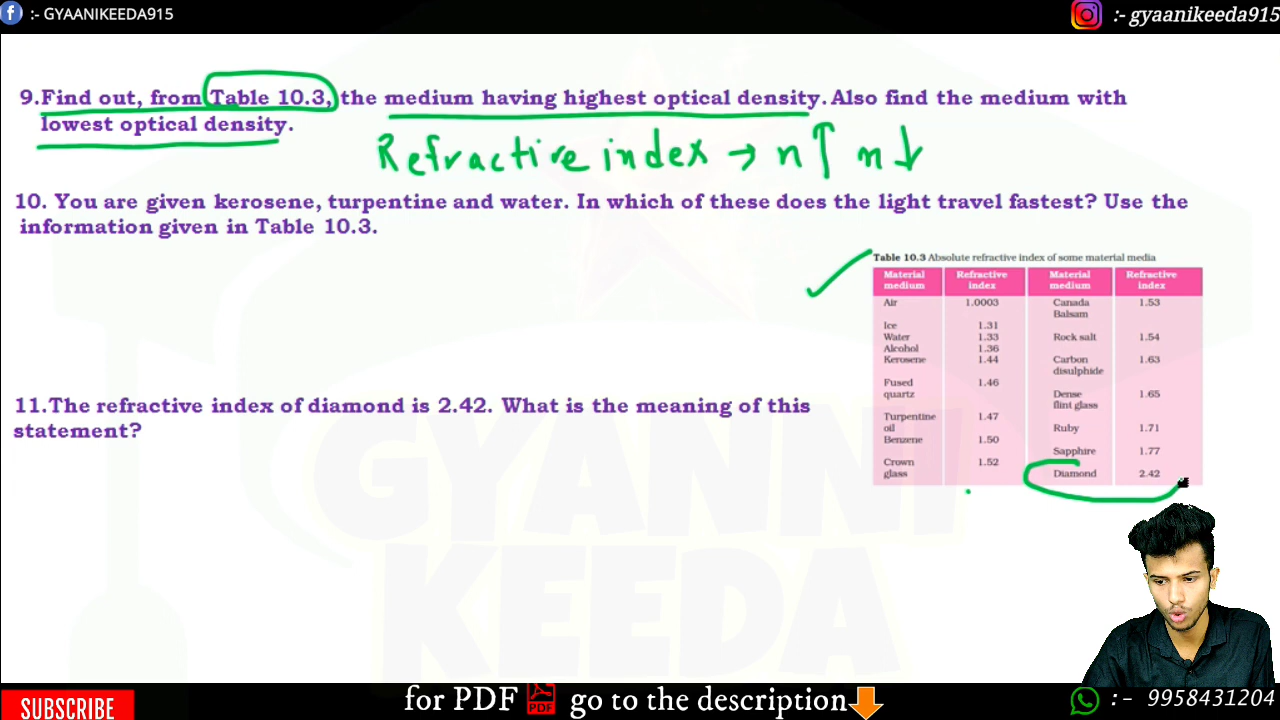 :- GYAANIKEEDA915
:- gyaanikeeda915
9.Find out, from Table 10.3, the medium having highest optical density. Also find the medium with
lowest optical density.
Refractive index → n↑ n↓
10. You are given kerosene, turpentine and water. In which of these does the light travel fastest? Use the
information given in Table 10.3.
Table 10.3 Absolute refractive index of some material media
Material medium Refractive index Material medium Refractive index
Air 1.0003 Canada Balsam 1.53
Ice 1.31
Water 1.33 Rock salt 1.54
Alcohol 1.36
Kerosene 1.44 Carbon disulphide 1.63
Fused quartz 1.46 Dense flint glass 1.65
Turpentine oil 1.47 Ruby 1.71
Benzene 1.50 Sapphire 1.77
Crown glass 1.52 Diamond 2.42
11.The refractive index of diamond is 2.42. What is the meaning of this
statement?
GYANNI
KEEDA
SUBSCRIBE
for PDF PDF go to the description
:- 9958431204